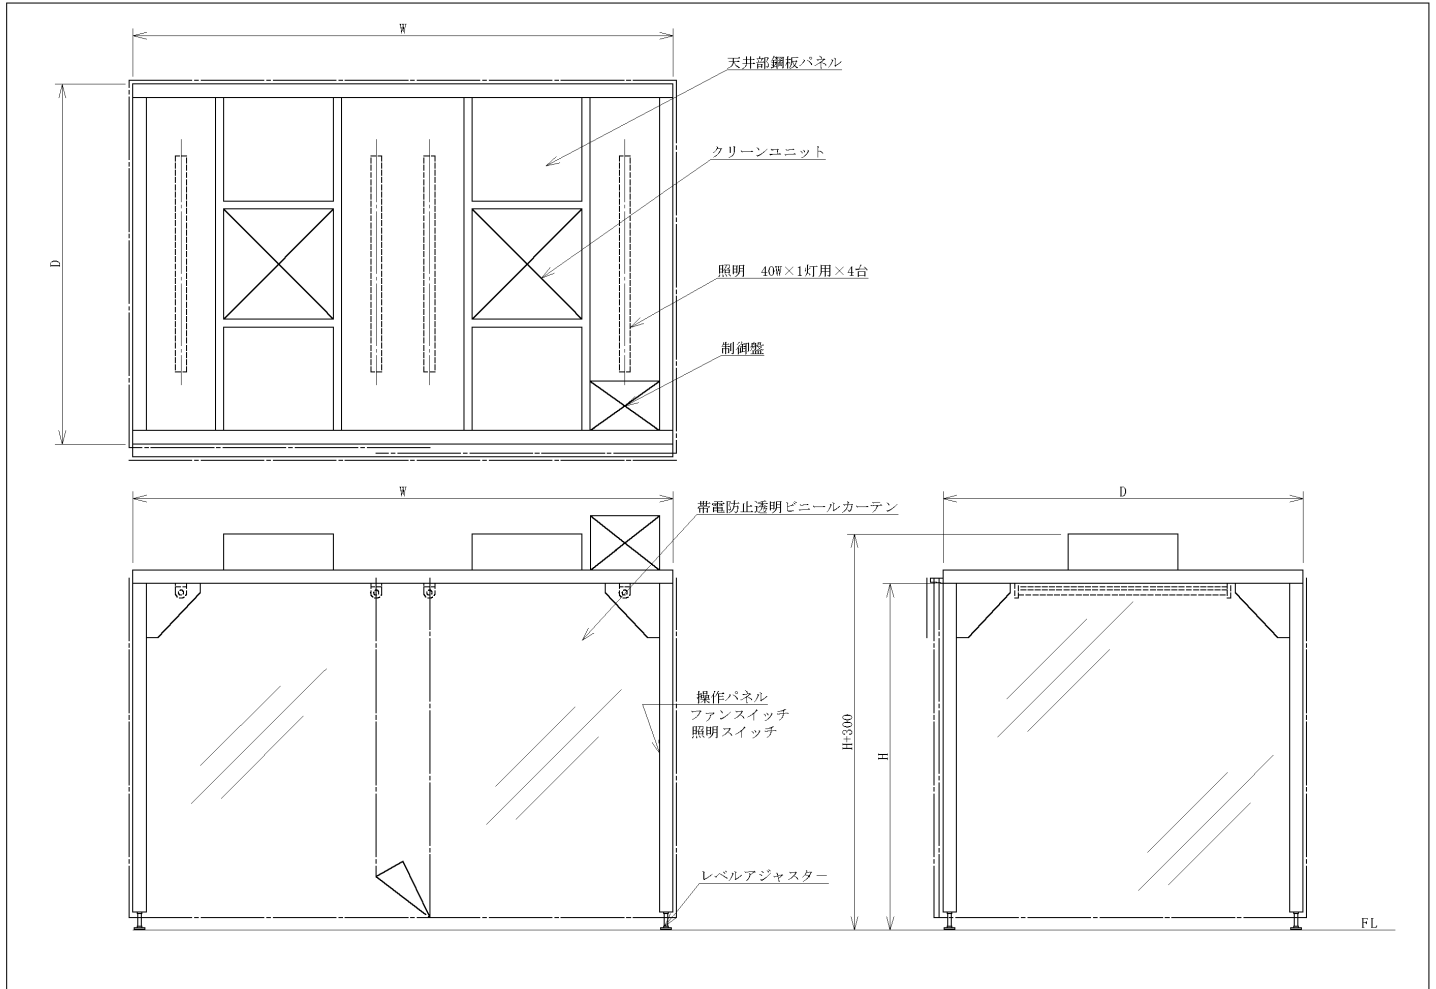 W
天井部鋼板パネル
クリーンユニット
D
照明　40W×1灯用×4台
制御盤
W
D
帯電防止透明ビニールカーテン
操作パネル
ファンスイッチ
照明スイッチ
H+300
H
レベルアジャスター
FL